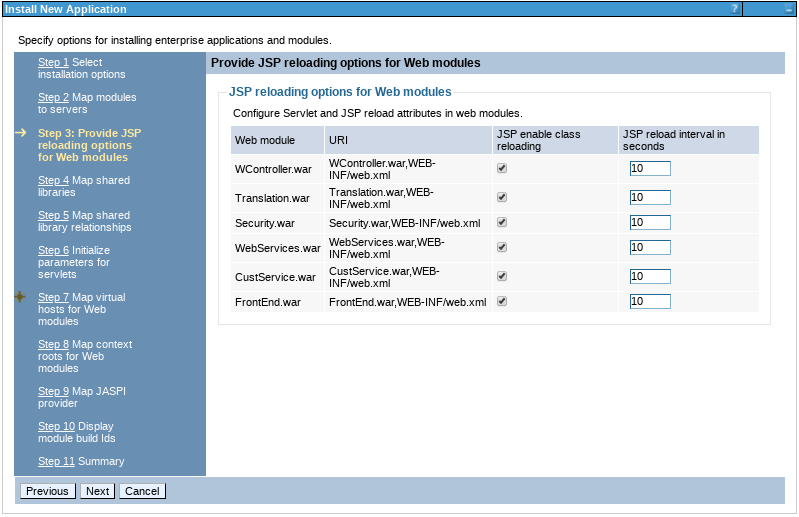 Install New Application ? –
Specify options for installing enterprise applications and modules.
Step 1 Select
installation options
Step 2 Map modules
to servers
Step 3: Provide JSP
reloading options
for Web modules
Step 4 Map shared
libraries
Step 5 Map shared
library relationships
Step 6 Initialize
parameters for
servlets
Step 7 Map virtual
hosts for Web
modules
Step 8 Map context
roots for Web
modules
Step 9 Map JASPI
provider
Step 10 Display
module build Ids
Step 11 Summary
Provide JSP reloading options for Web modules
JSP reloading options for Web modules
Configure Servlet and JSP reload attributes in web modules.
Web module
URI
JSP enable class
reloading
JSP reload interval in
seconds
WController.war
WController.war,WEB-
INF/web.xml
10
Translation.war
Translation.war,WEB-
INF/web.xml
10
Security.war
Security.war,WEB-INF/web.xml
10
WebServices.war
WebServices.war,WEB-
INF/web.xml
10
CustService.war
CustService.war,WEB-
INF/web.xml
10
FrontEnd.war
FrontEnd.war,WEB-INF/web.xml
10
Previous Next Cancel